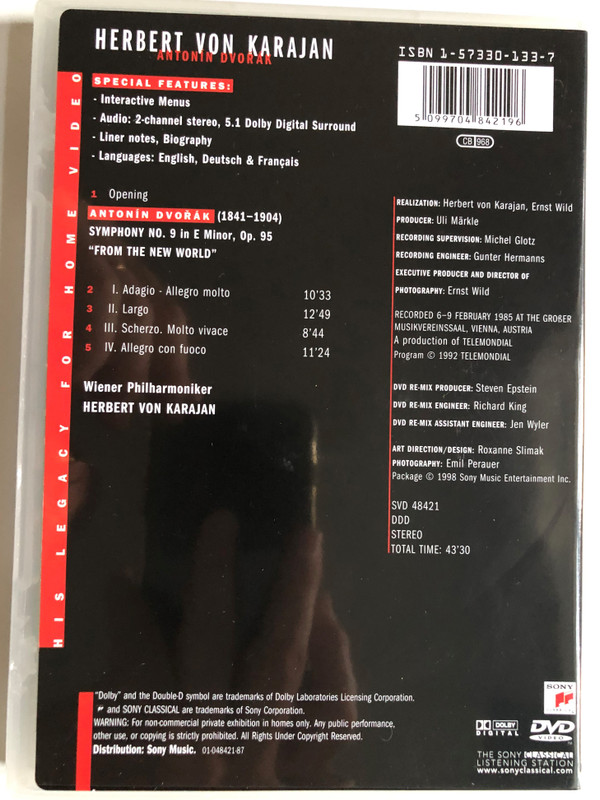 HERBERT VON KARAJAN
ANTONIN DVOŘÁK
ISBN 1-57330-133-7
5 099704 842196
CB 968
HIS LEGACY FOR HOME VIDEO
SPECIAL FEATURES:
- Interactive Menus
- Audio: 2-channel stereo, 5.1 Dolby Digital Surround
- Liner notes, Biography
- Languages: English, Deutsch & Français
1 Opening
ANTONÍN DVOŘÁK (1841–1904)
SYMPHONY NO. 9 in E Minor, Op. 95
“FROM THE NEW WORLD”
2 I. Adagio - Allegro molto 10'33
3 II. Largo 12'49
4 III. Scherzo. Molto vivace 8'44
5 IV. Allegro con fuoco 11'24
Wiener Philharmoniker
HERBERT VON KARAJAN
REALIZATION: Herbert von Karajan, Ernst Wild
PRODUCER: Uli Märkle
RECORDING SUPERVISION: Michel Glotz
RECORDING ENGINEER: Gunter Hermanns
EXECUTIVE PRODUCER AND DIRECTOR OF
PHOTOGRAPHY: Ernst Wild
RECORDED 6–9 FEBRUARY 1985 AT THE GROßER
MUSIKVEREINSSAAL, VIENNA, AUSTRIA
A production of TELEMONDIAL
Program © 1992 TELEMONDIAL
DVD RE-MIX PRODUCER: Steven Epstein
DVD RE-MIX ENGINEER: Richard King
DVD RE-MIX ASSISTANT ENGINEER: Jen Wyler
ART DIRECTION/DESIGN: Roxanne Slimak
PHOTOGRAPHY: Emil Perauer
Package © 1998 Sony Music Entertainment Inc.
SVD 48421
DDD
STEREO
TOTAL TIME: 43'30
"Dolby" and the Double-D symbol are trademarks of Dolby Laboratories Licensing Corporation.
and SONY CLASSICAL are trademarks of Sony Corporation.
WARNING: For non-commercial private exhibition in homes only. Any public performance,
other use, or copying is strictly prohibited. All Rights Under Copyright Reserved.
Distribution: Sony Music. 01-048421-87
SONY
DOLBY DIGITAL
DVD VIDEO
THE SONY CLASSICAL
LISTENING STATION
www.sonyclassical.com